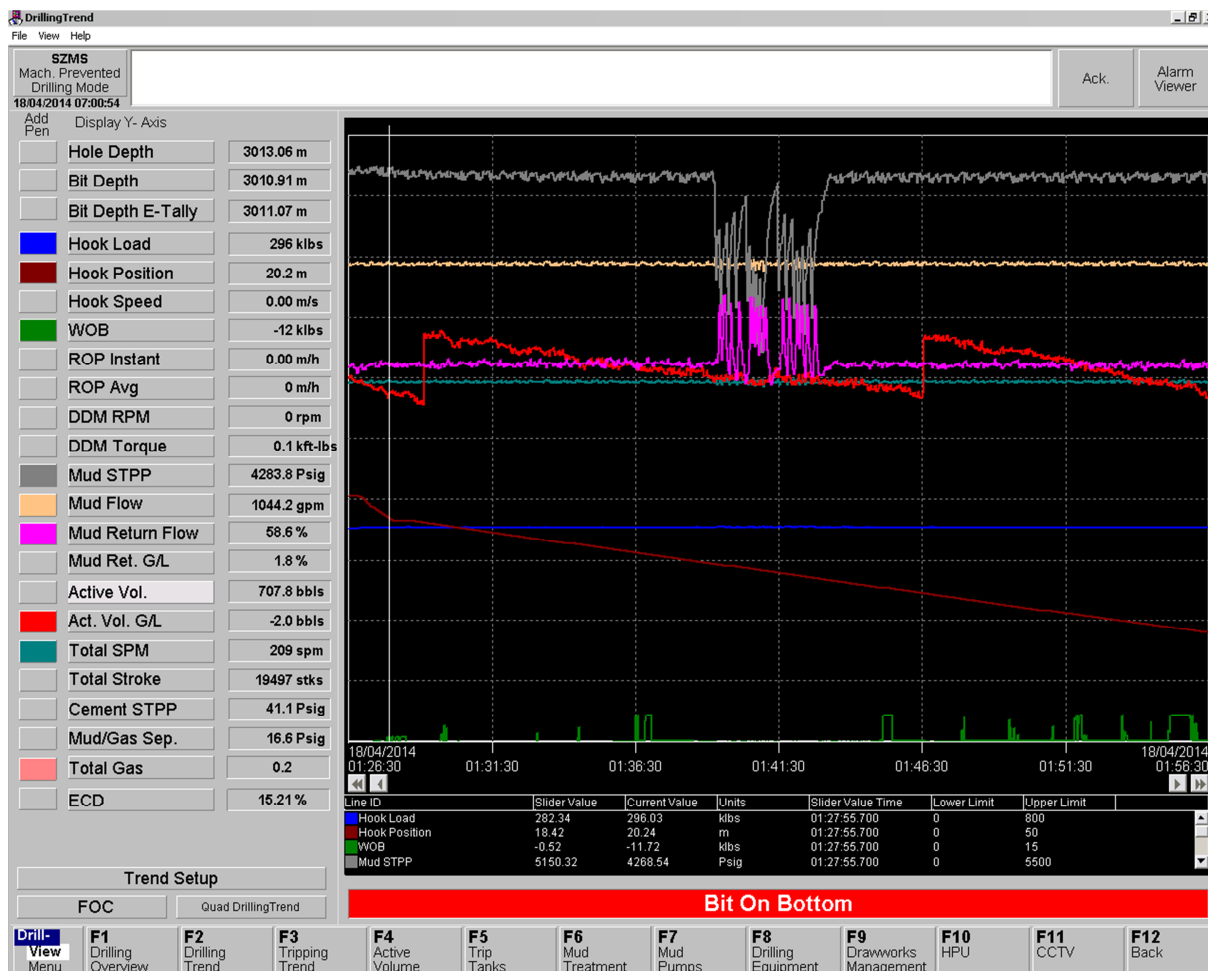 DrillingTrend
File View Help
SZMS
Mach. Prevented
Drilling Mode
18/04/2014 07:00:54
Ack.
Alarm
Viewer
Add
Pen
Display Y- Axis
Hole Depth 3013.06 m
Bit Depth 3010.91 m
Bit Depth E-Tally 3011.07 m
Hook Load 296 klbs
Hook Position 20.2 m
Hook Speed 0.00 m/s
WOB -12 klbs
ROP Instant 0.00 m/h
ROP Avg 0 m/h
DDM RPM 0 rpm
DDM Torque 0.1 kft-lbs
Mud STPP 4283.8 Psig
Mud Flow 1044.2 gpm
Mud Return Flow 58.6 %
Mud Ret. G/L 1.8 %
Active Vol. 707.8 bbls
Act. Vol. G/L -2.0 bbls
Total SPM 209 spm
Total Stroke 19497 stks
Cement STPP 41.1 Psig
Mud/Gas Sep. 16.6 Psig
Total Gas 0.2
ECD 15.21 %
Trend Setup
FOC Quad DrillingTrend
18/04/2014 18/04/2014
01:26:30 01:31:30 01:36:30 01:41:30 01:46:30 01:51:30 01:56:30
Line ID Slider Value Current Value Units Slider Value Time Lower Limit Upper Limit
Hook Load 282.34 296.03 klbs 01:27:55.700 0 800
Hook Position 18.42 20.24 m 01:27:55.700 0 50
WOB -0.52 -11.72 klbs 01:27:55.700 0 15
Mud STPP 5150.32 4268.54 Psig 01:27:55.700 0 5500
Bit On Bottom
Drill- F1 F2 F3 F4 F5 F6 F7 F8 F9 F10 F11 F12
View Drilling Drilling Tripping Active Trip Mud Mud Drilling Drawworks HPU CCTV Back
Menu Overview Trend Trend Volume Tanks Treatment Pumps Equipment Management